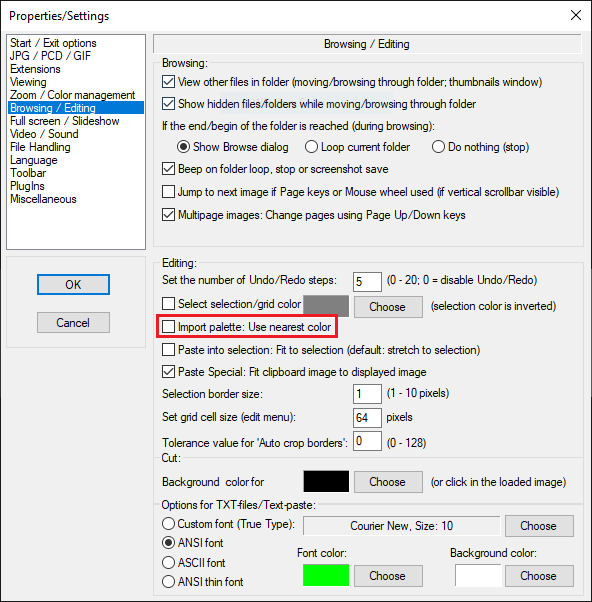 Properties/Settings
Start / Exit options
JPG / PCD / GIF
Extensions
Viewing
Zoom / Color management
Browsing / Editing
Full screen / Slideshow
Video / Sound
File Handling
Language
Toolbar
PlugIns
Miscellaneous
OK
Cancel
Browsing / Editing
Browsing:
View other files in folder (moving/browsing through folder; thumbnails window)
Show hidden files/folders while moving/browsing through folder
If the end/begin of the folder is reached (during browsing):
Show Browse dialog Loop current folder Do nothing (stop)
Beep on folder loop, stop or screenshot save
Jump to next image if Page keys or Mouse wheel used (if vertical scrollbar visible)
Multipage images: Change pages using Page Up/Down keys
Editing:
Set the number of Undo/Redo steps: 5 (0 - 20; 0 = disable Undo/Redo)
Select selection/grid color Choose (selection color is inverted)
Import palette: Use nearest color
Paste into selection: Fit to selection (default: stretch to selection)
Paste Special: Fit clipboard image to displayed image
Selection border size: 1 (1 - 10 pixels)
Set grid cell size (edit menu): 64 pixels
Tolerance value for 'Auto crop borders': 0 (0 - 128)
Cut:
Background color for Choose (or click in the loaded image)
Options for TXT-files/Text-paste:
Custom font (True Type): Courier New, Size: 10 Choose
ANSI font
ASCII font
ANSI thin font
Font color: Background color:
Choose Choose